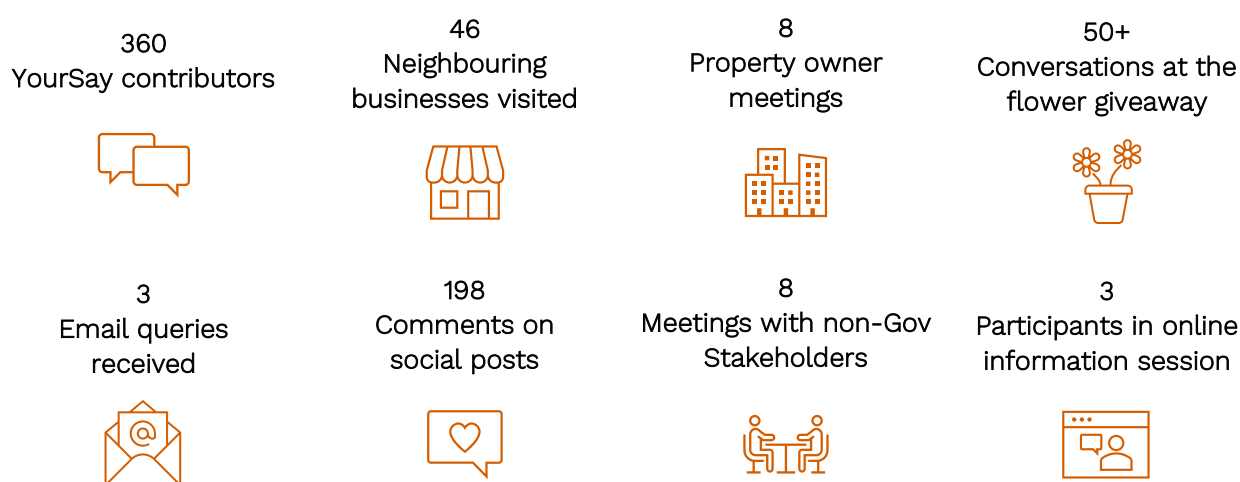 360
YourSay contributors
46
Neighbouring
businesses visited
8
Property owner
meetings
50+
Conversations at the
flower giveaway
3
Email queries
received
@
198
Comments on
social posts
8
Meetings with non-Gov
Stakeholders
3
Participants in online
information session